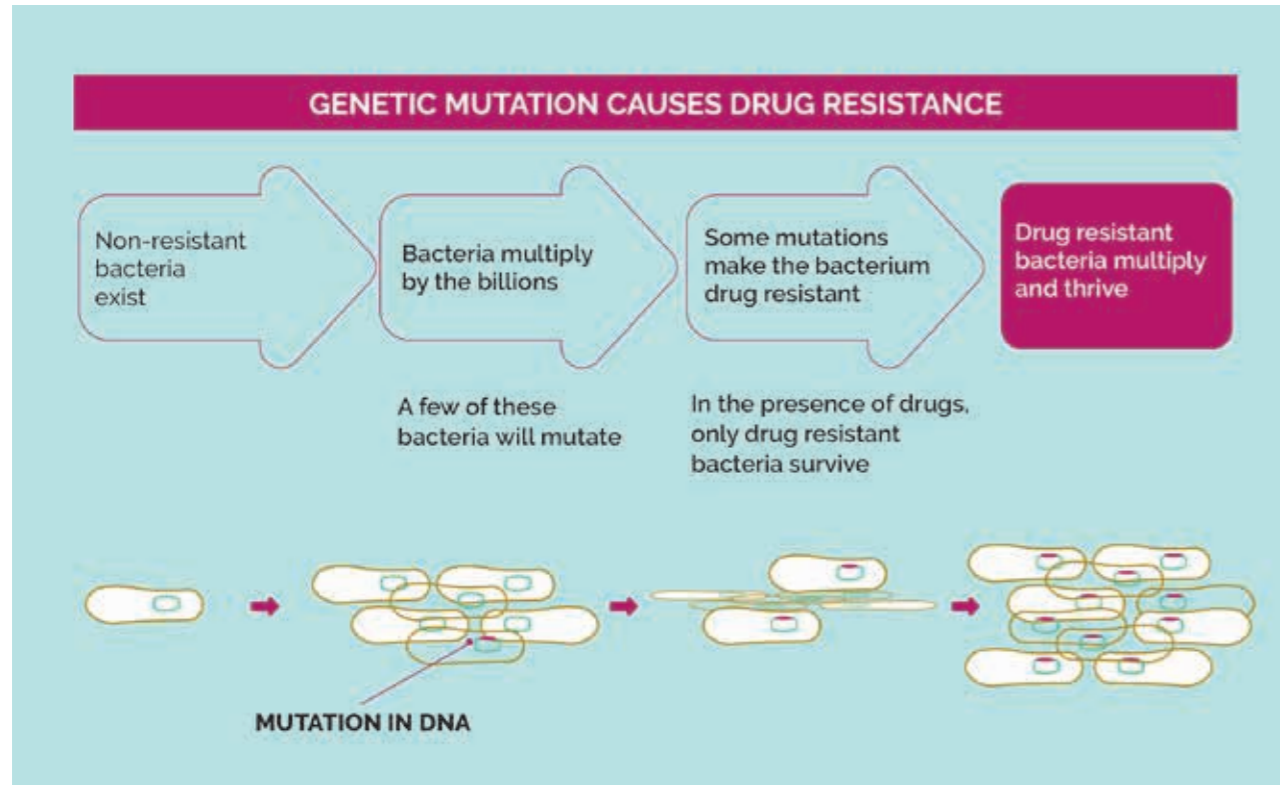 GENETIC MUTATION CAUSES DRUG RESISTANCE
Non-resistant
bacteria
exist
Bacteria multiply
by the billions
Some mutations
make the bacterium
drug resistant
Drug resistant
bacteria multiply
and thrive
A few of these
bacteria will mutate
In the presence of drugs,
only drug resistant
bacteria survive
MUTATION IN DNA